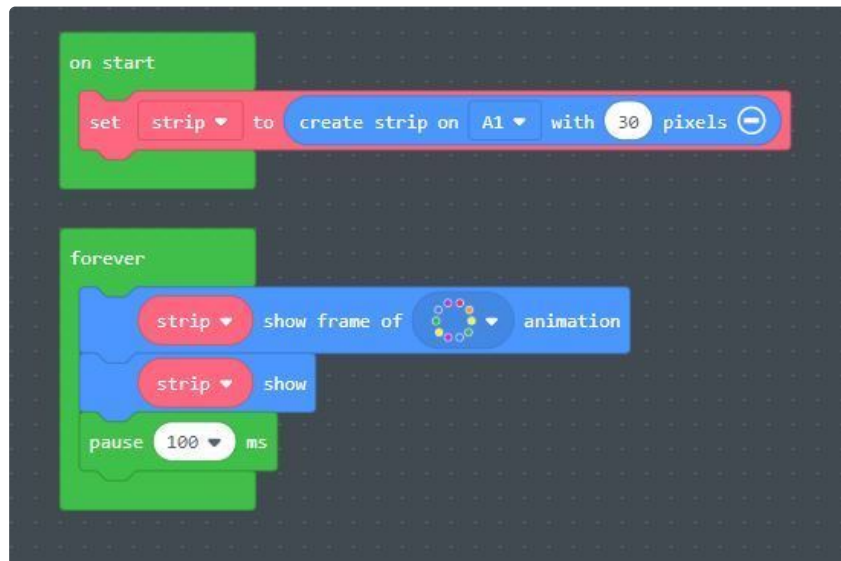 on start
set strip to create strip on A1 with 30 pixels
forever
strip show frame of animation
strip show
pause 100 ms